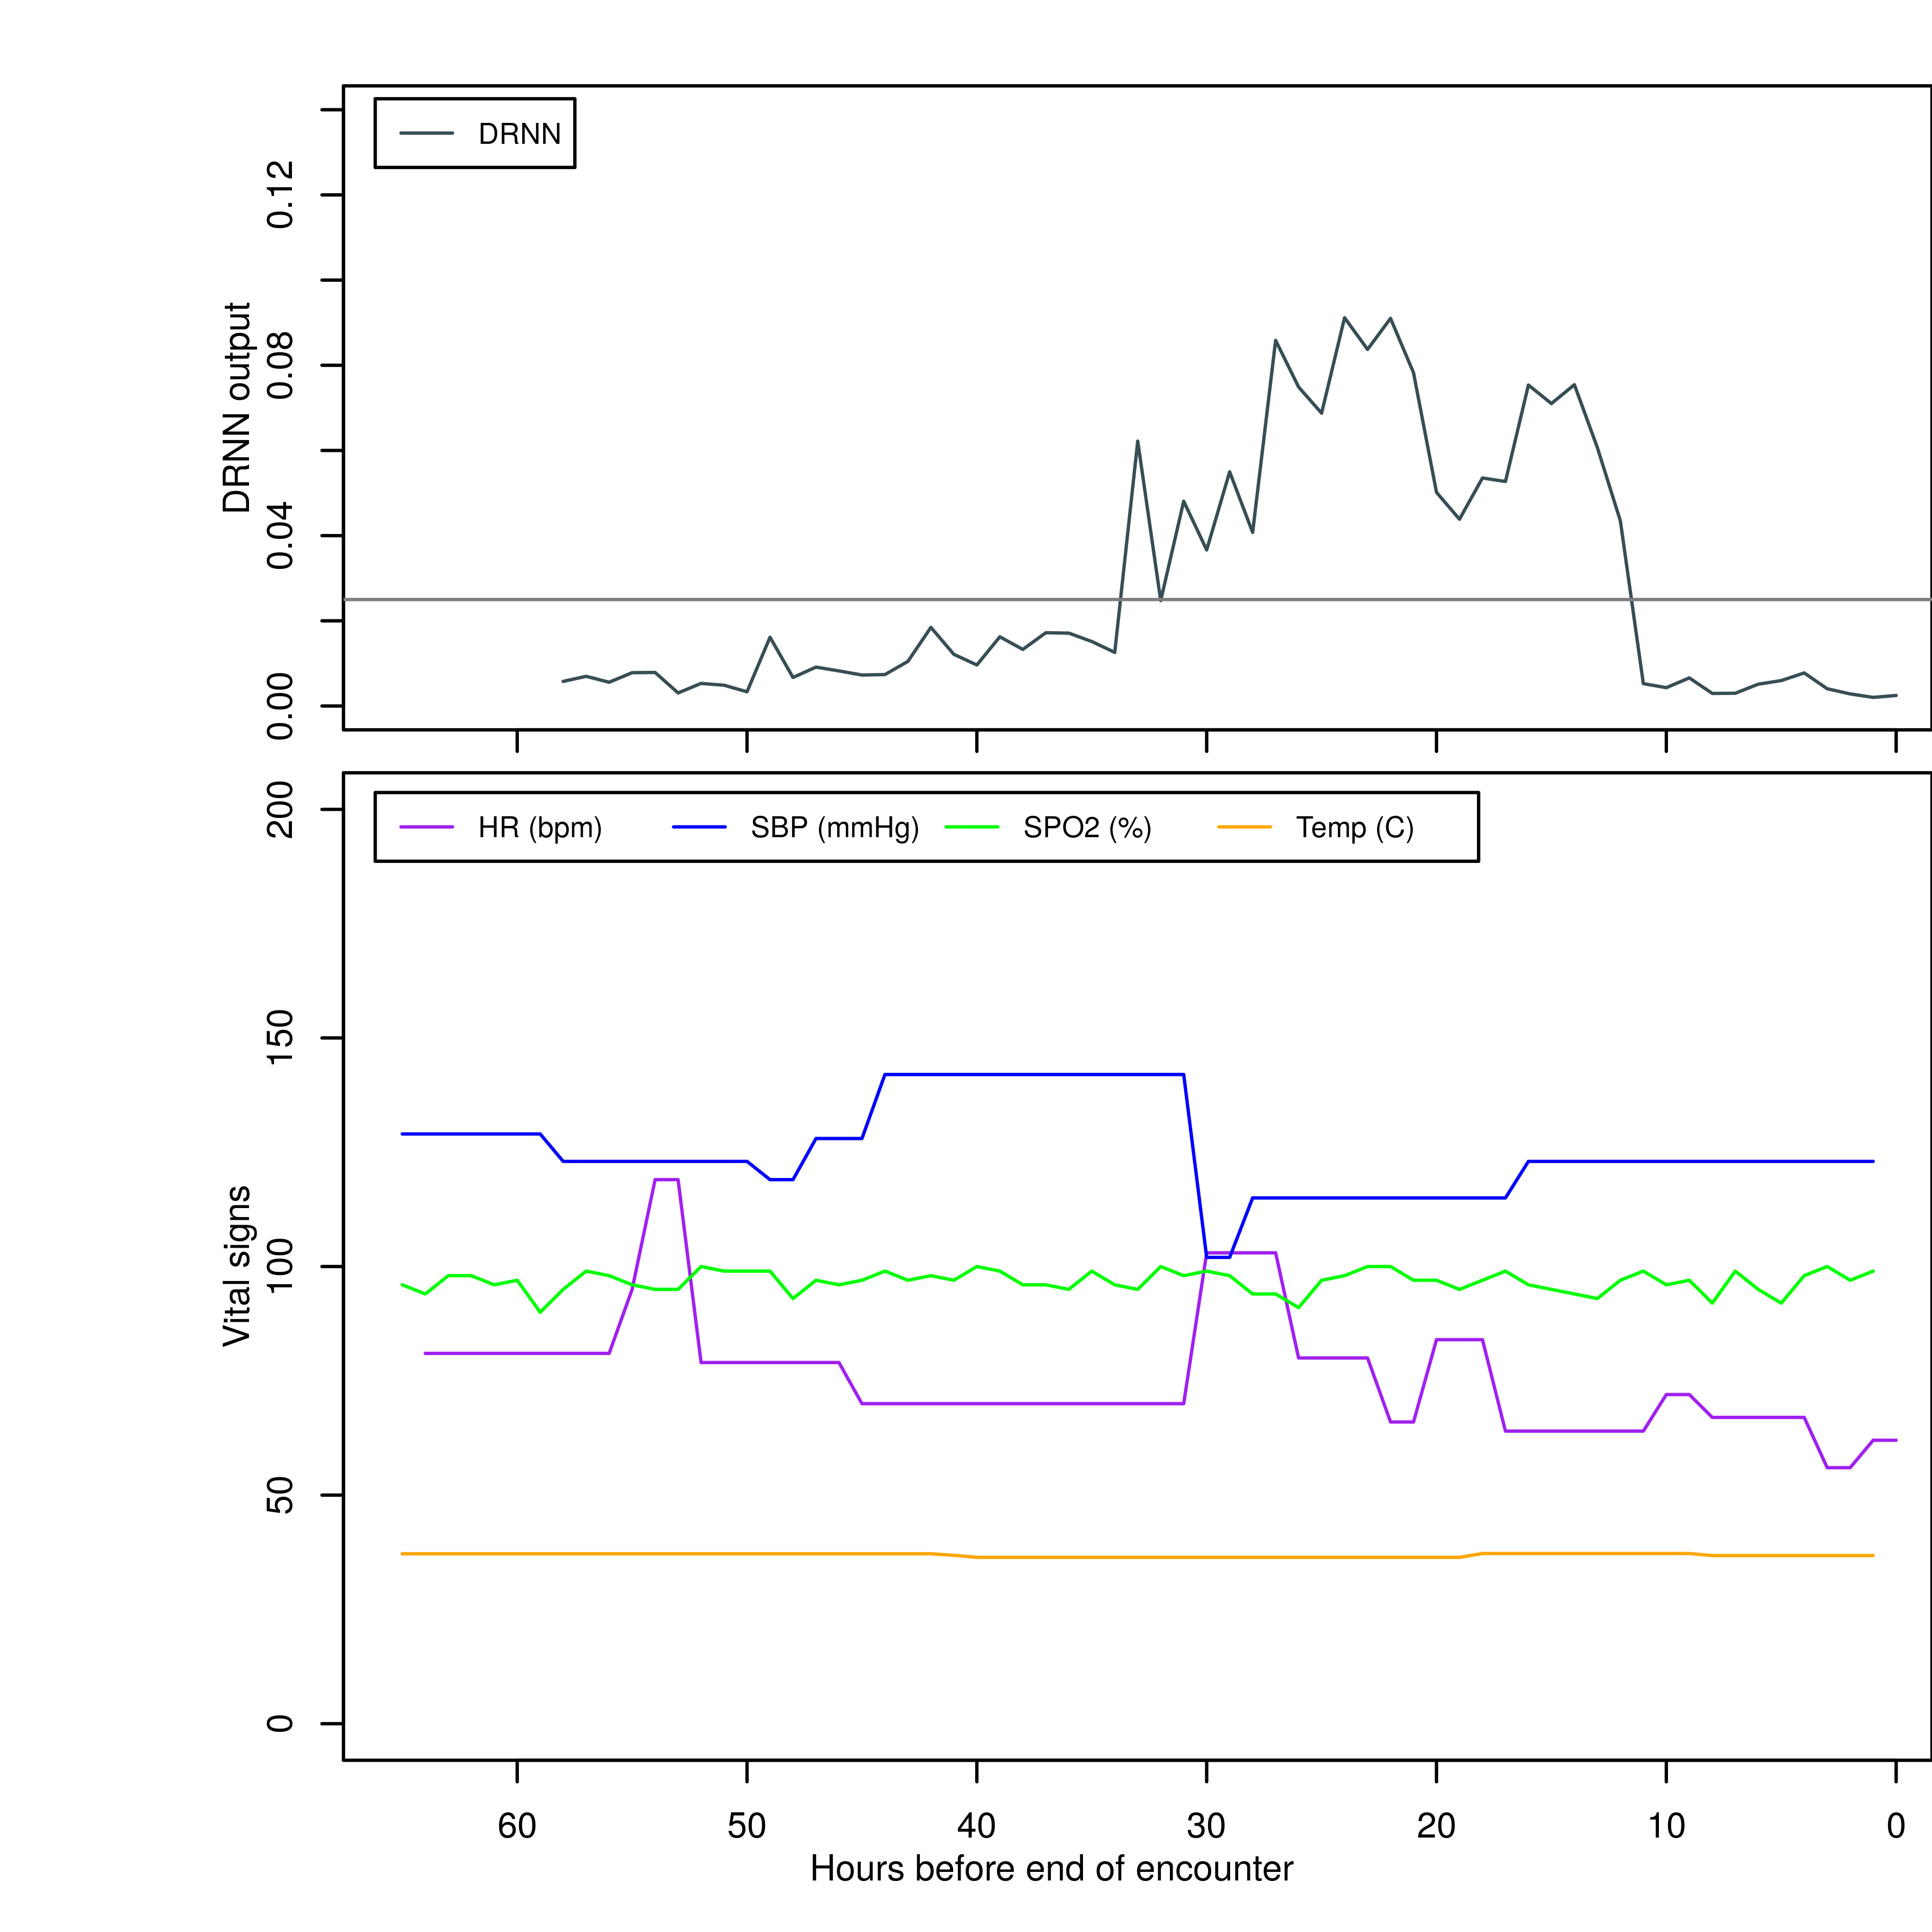 DRNN
0.12
0.08
0.04
0.00
DRNN output
HR (bpm) SBP (mmHg) SPO2 (%) Temp (C)
200
150
100
50
0
Vital signs
60 50 40 30 20 10 0
Hours before end of encounter